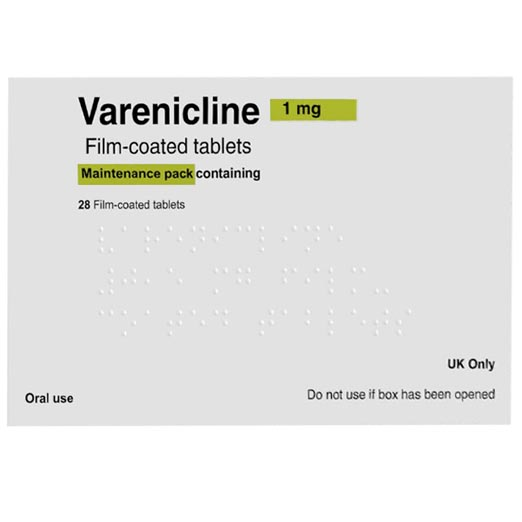 Varenicline 1 mg
Film-coated tablets
Maintenance pack containing
28 Film-coated tablets
UK Only
Oral use
Do not use if box has been opened